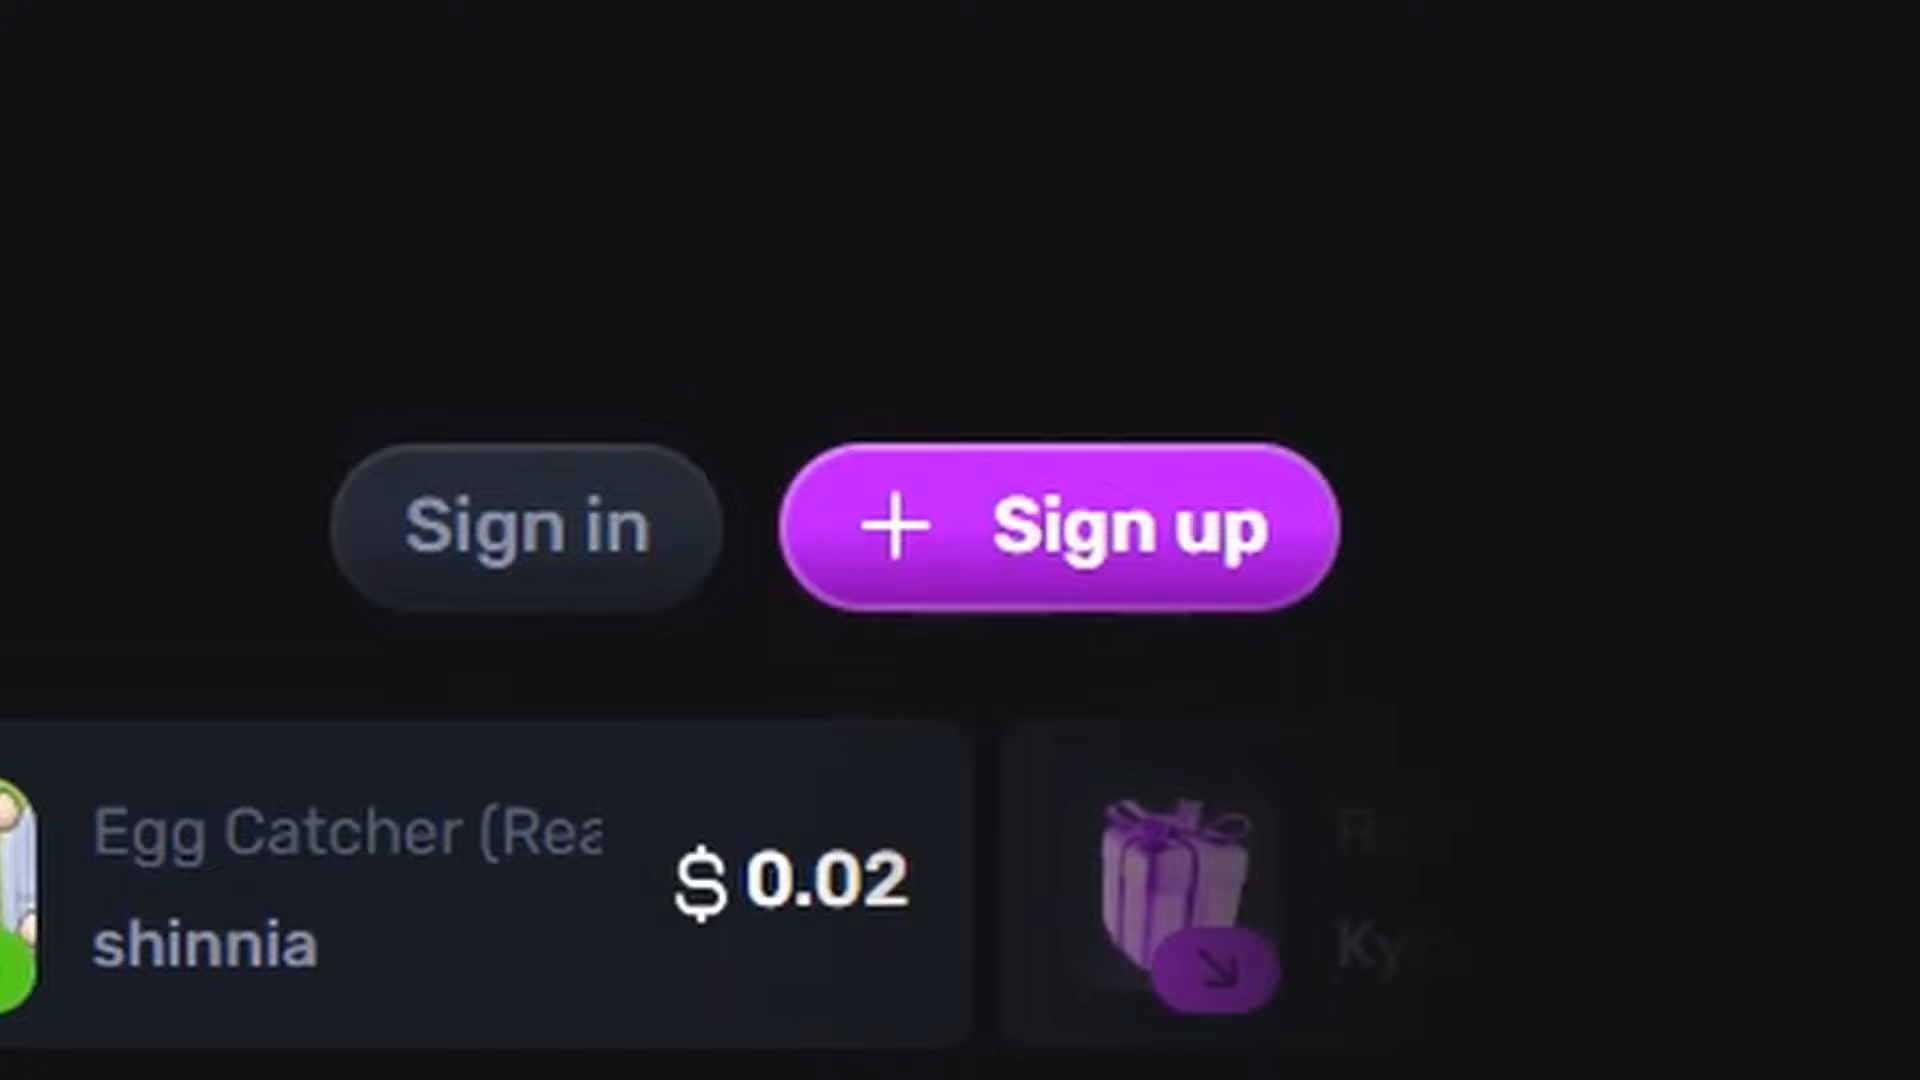 Sign in
+ Sign up
Egg Catcher (Rea
$0.02
shinnia